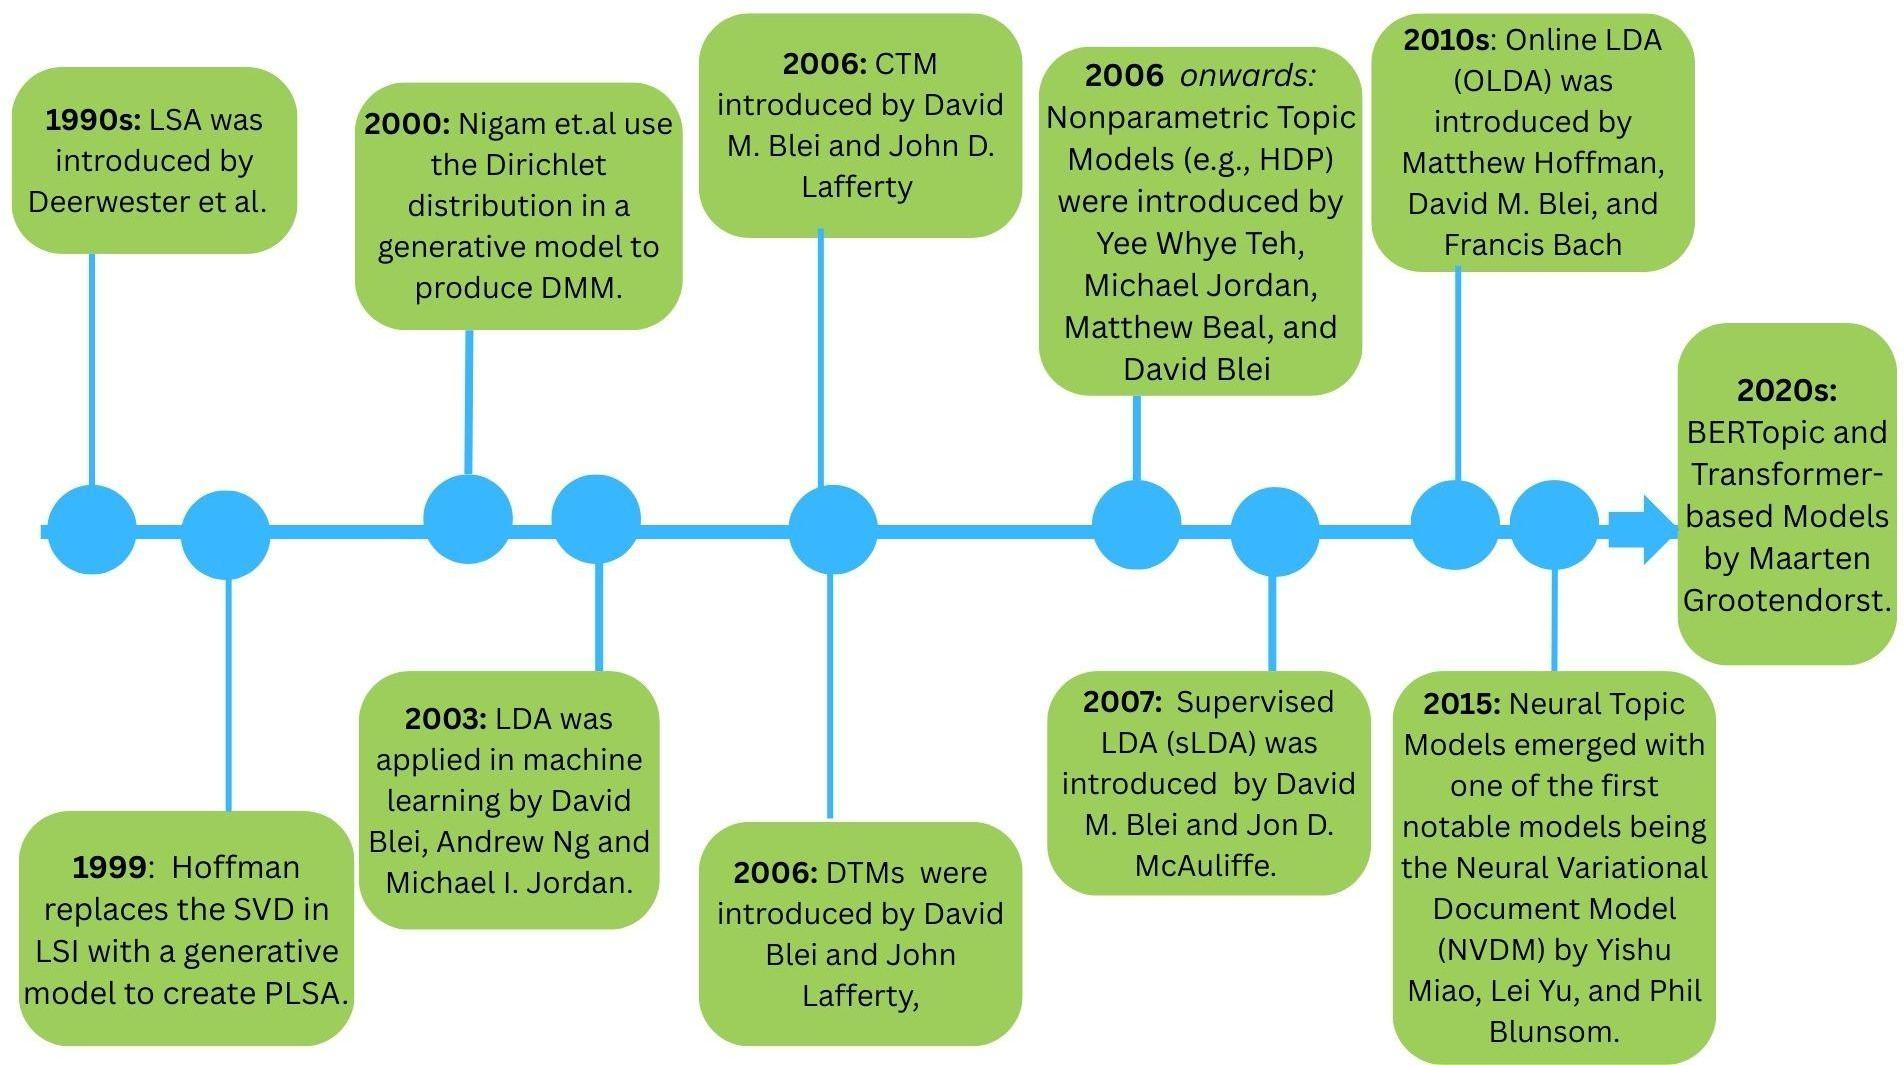 1990s: LSA was
introduced by
Deerwester et al.
1999:  Hoffman
replaces the SVD in
LSI with a generative
model to create PLSA.
2000: Nigam et.al use
the Dirichlet
distribution in a
generative model to
produce DMM.
2003: LDA was
applied in machine
learning by David
Blei, Andrew Ng and
Michael I. Jordan.
2006: CTM
introduced by David
M. Blei and John D.
Lafferty
2006: DTMs  were
introduced by David
Blei and John
Lafferty,
2006  onwards:
Nonparametric Topic
Models (e.g., HDP)
were introduced by
Yee Whye Teh,
Michael Jordan,
Matthew Beal, and
David Blei
2007:  Supervised
LDA (sLDA) was
introduced  by David
M. Blei and Jon D.
McAuliffe.
2010s: Online LDA
(OLDA) was
introduced by
Matthew Hoffman,
David M. Blei, and
Francis Bach
2015: Neural Topic
Models emerged with
one of the first
notable models being
the Neural Variational
Document Model
(NVDM) by Yishu
Miao, Lei Yu, and Phil
Blunsom.
2020s:
BERTopic and
Transformer-
based Models
by Maarten
Grootendorst.